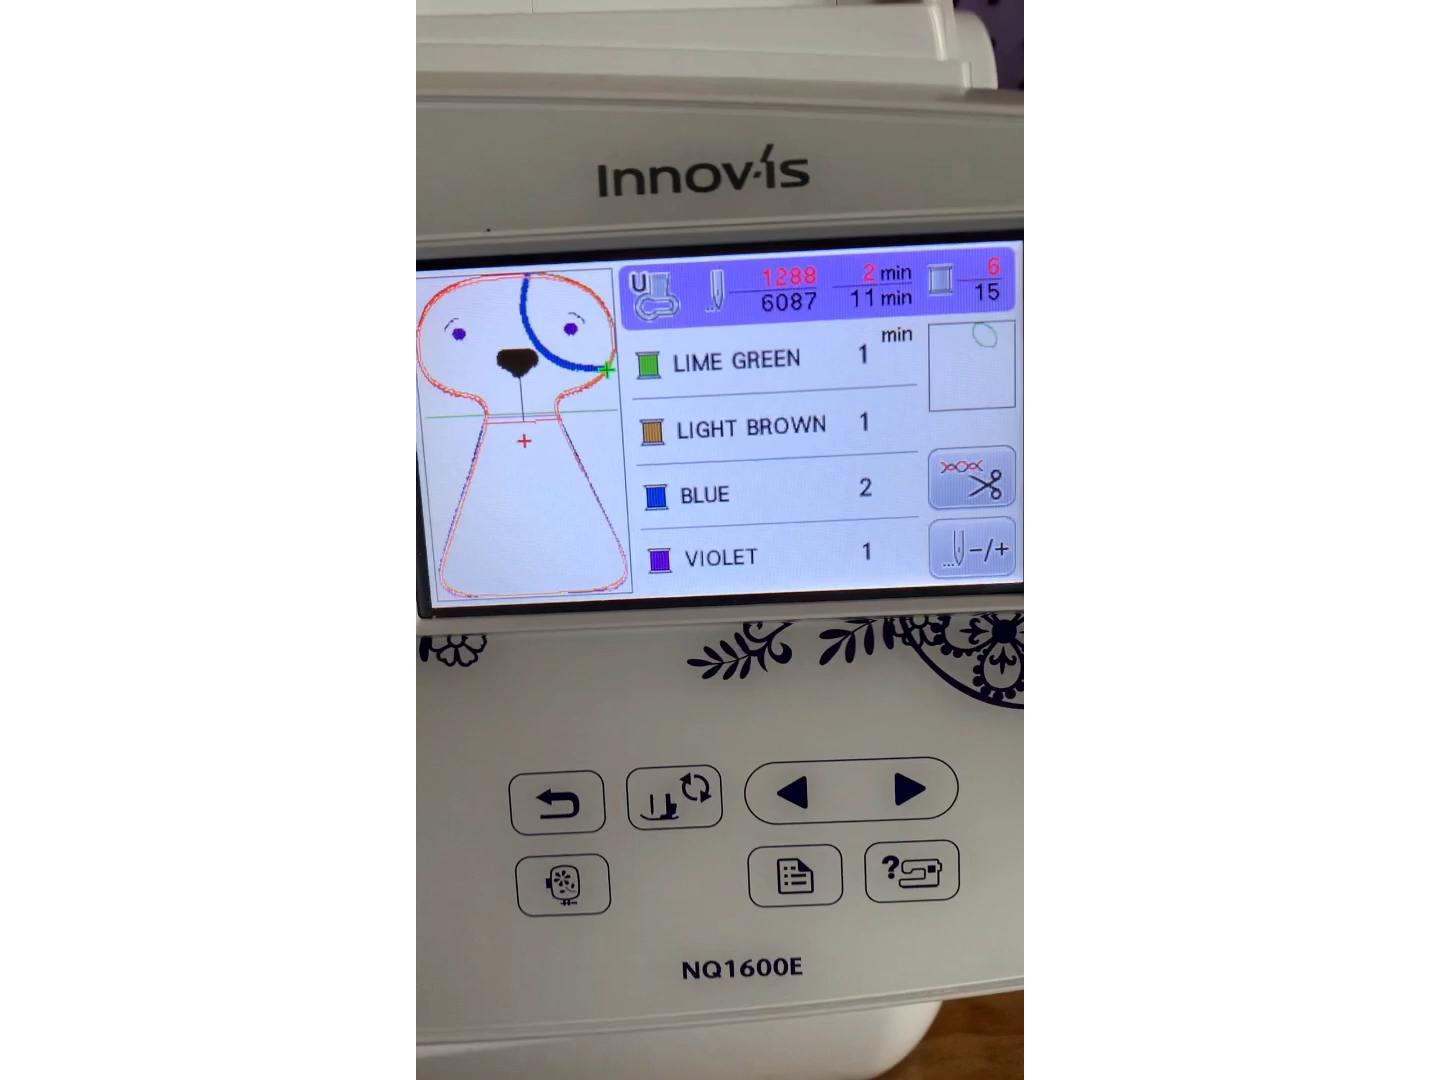 Innov-ís
U 1288 2 min 6
6087 11 min 15
min
LIME GREEN 1
LIGHT BROWN 1
BLUE 2
VIOLET 1
-/+
?
NQ1600E